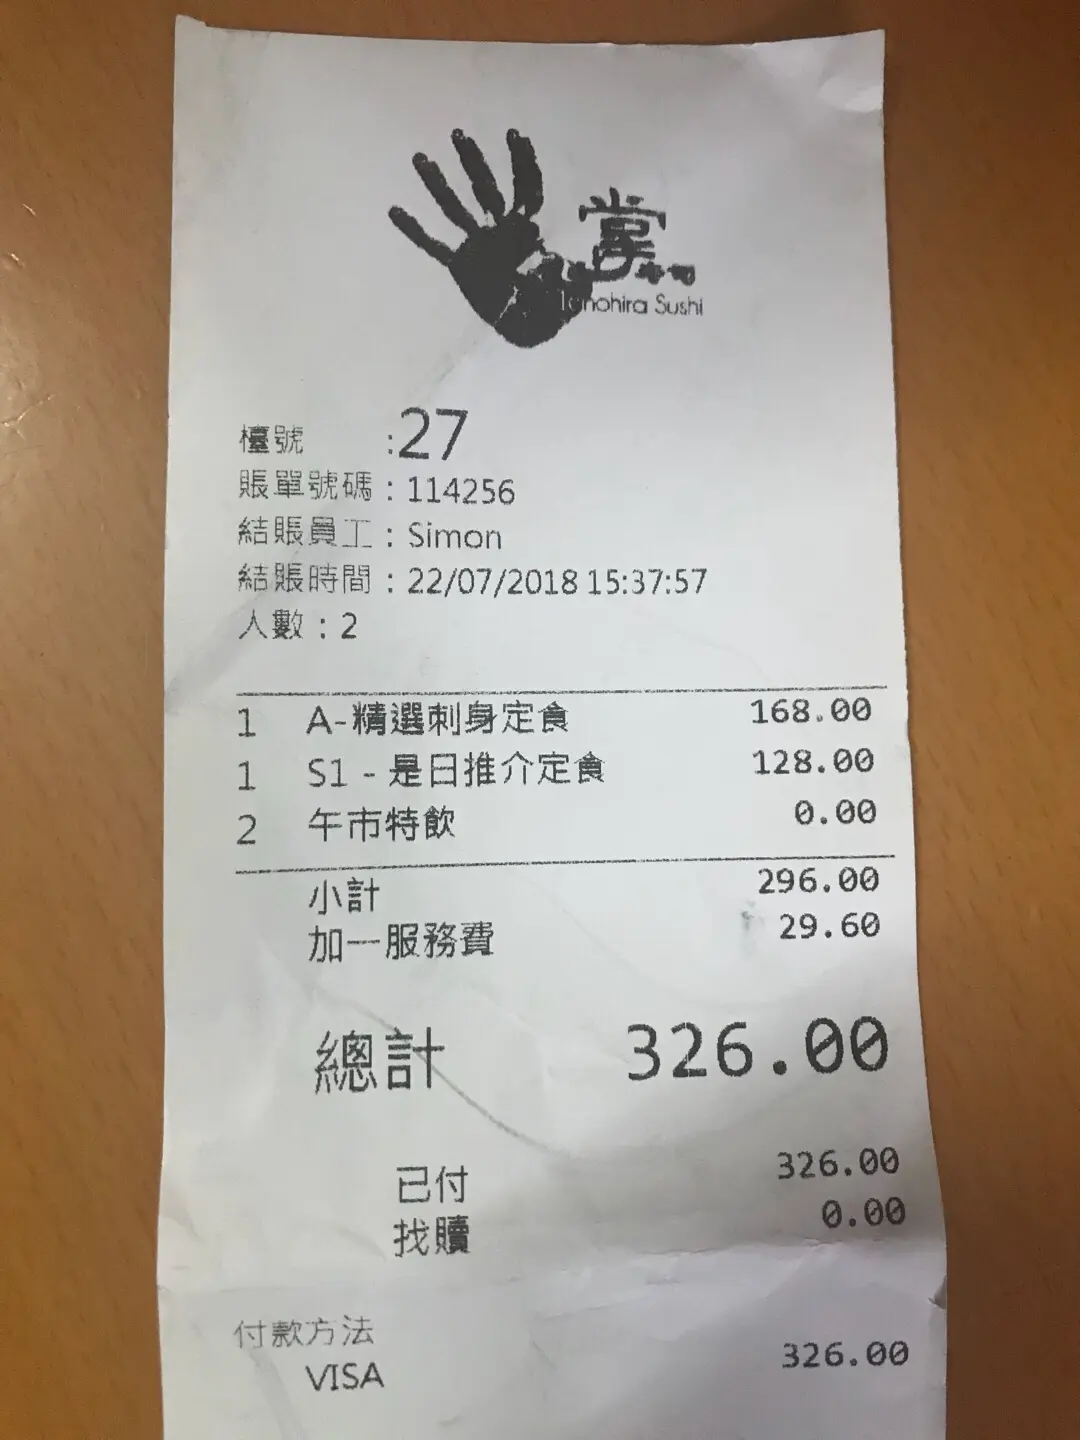 掌
Tanohira Sushi
檯號 :27
賬單號碼 : 114256
結賬員工 : Simon
結賬時間 : 22/07/2018 15:37:57
人數 : 2
1 A-精選刺身定食 168.00
1 S1 - 是日推介定食 128.00
2 午市特飲 0.00
小計 296.00
加一服務費 29.60
總計 326.00
已付 326.00
找贖 0.00
付款方法
VISA 326.00